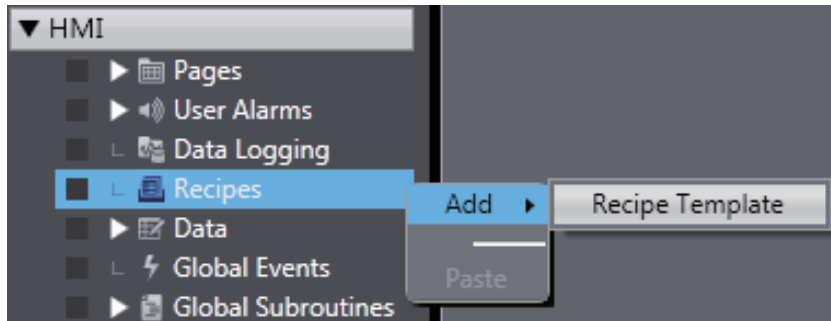 HMI
Pages
User Alarms
Data Logging
Recipes
Add Recipe Template
Data
Global Events
Paste
Global Subroutines